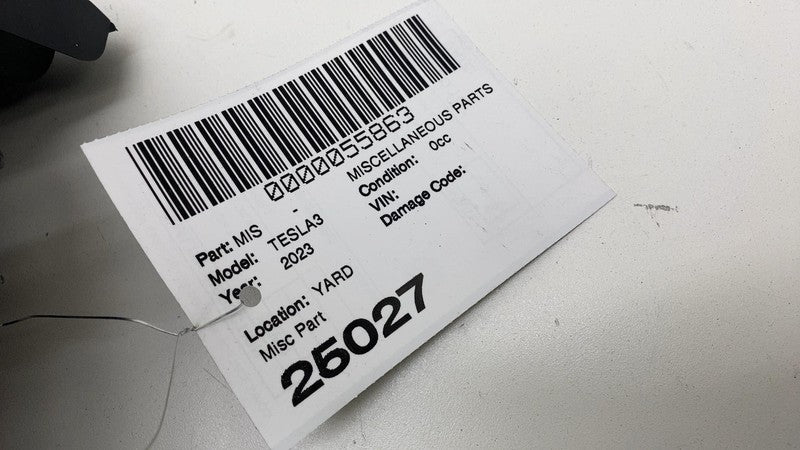 0000055863
Part: MIS - MISCELLANEOUS PARTS
Model: TESLA3 Condition: 0cc
Year: 2023 VIN:
Damage Code:
Location: YARD
Misc Part
25027